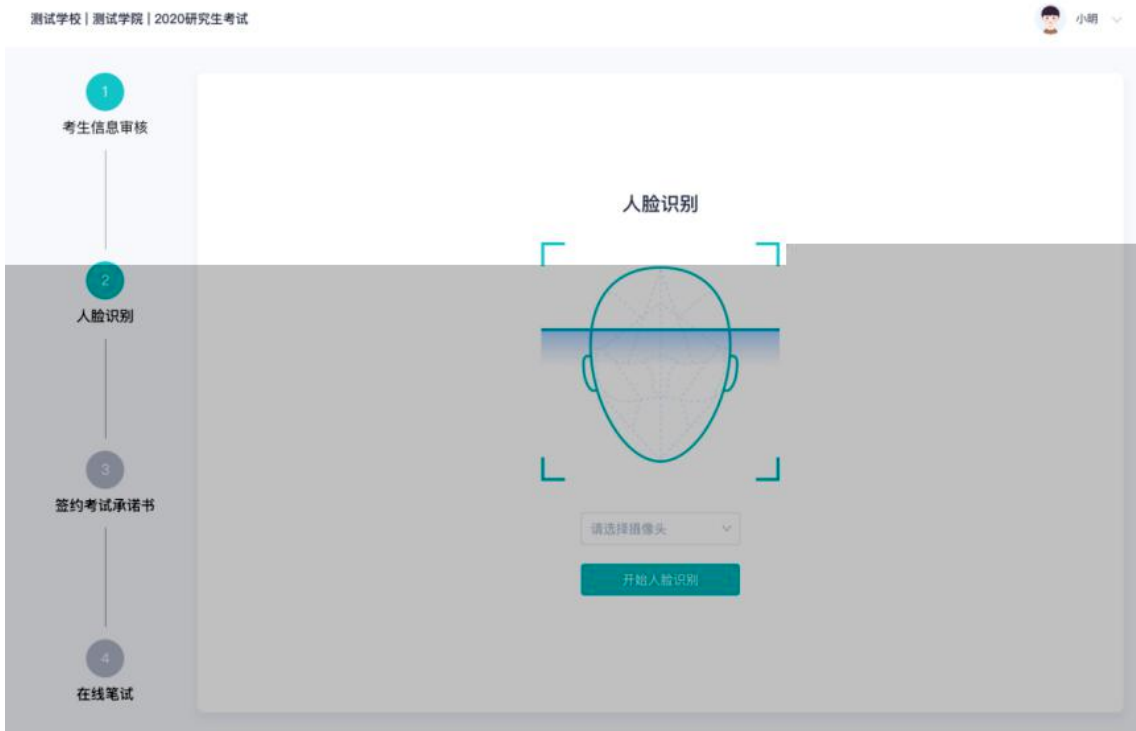 测试学校 | 测试学院 | 2020研究生考试
小明
1
考生信息审核
2
人脸识别
3
签约考试承诺书
4
在线笔试
人脸识别
请选择摄像头
开始人脸识别